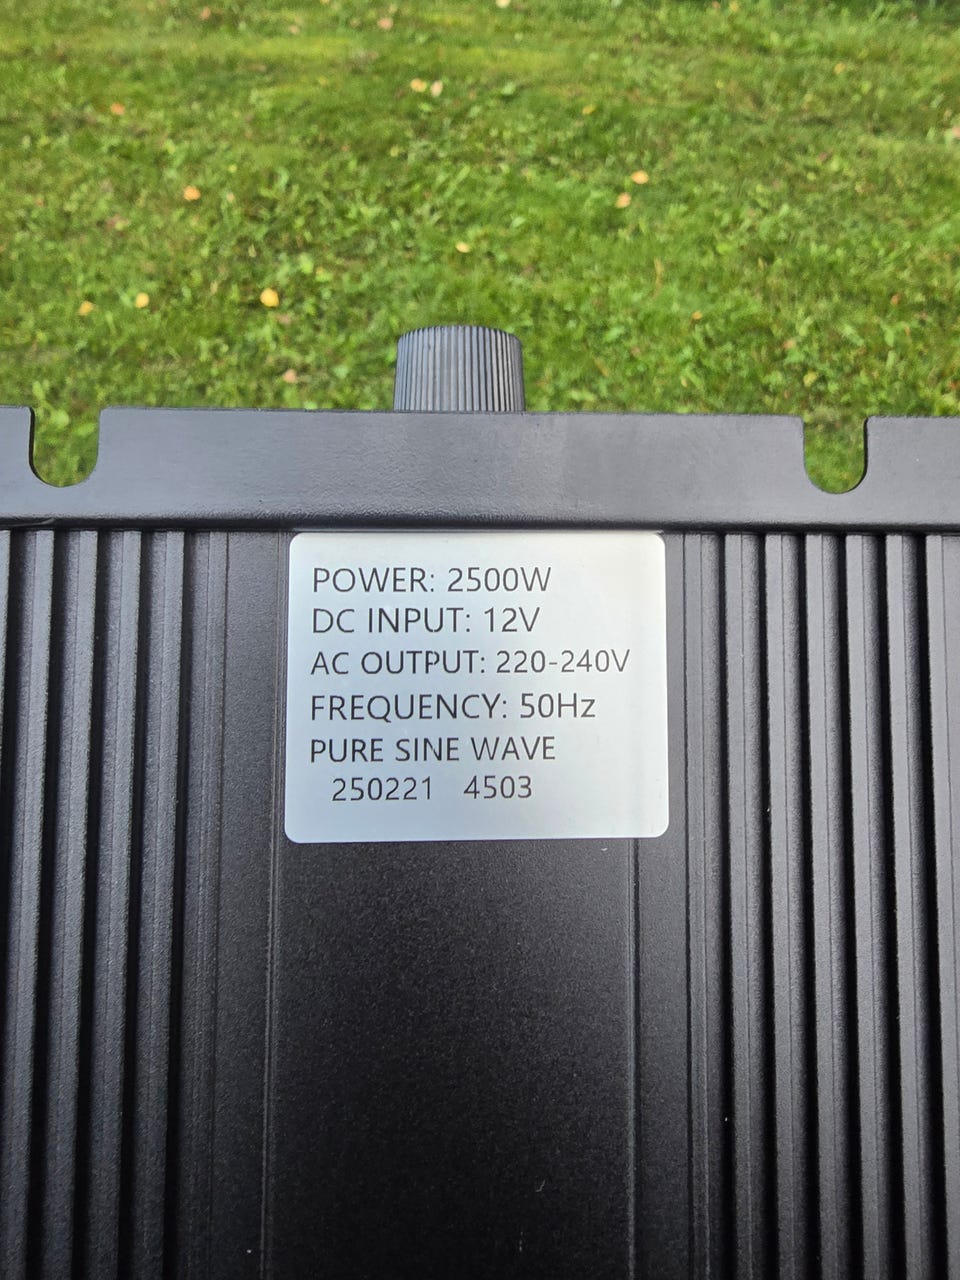 POWER: 2500W
DC INPUT: 12V
AC OUTPUT: 220-240V
FREQUENCY: 50Hz
PURE SINE WAVE
250221 4503